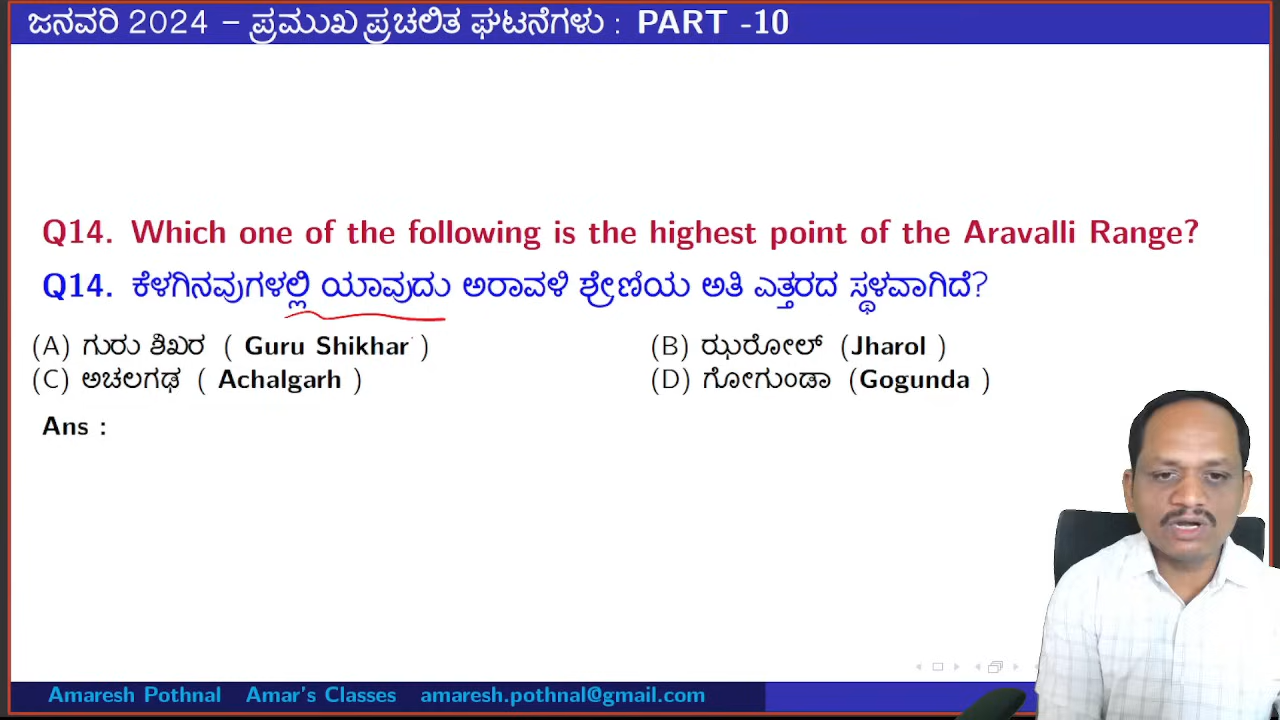 ಜನವರಿ 2024 – ಪ್ರಮುಖ ಪ್ರಚಲಿತ ಘಟನೆಗಳು : PART -10
Q14. Which one of the following is the highest point of the Aravalli Range?
Q14. ಕೆಳಗಿನವುಗಳಲ್ಲಿ ಯಾವುದು ಅರಾವಳಿ ಶ್ರೇಣಿಯ ಅತಿ ಎತ್ತರದ ಸ್ಥಳವಾಗಿದೆ?
(A) ಗುರು ಶಿಖರ ( Guru Shikhar ) (B) ಝರೋಲ್ (Jharol )
(C) ಅಚಲಗಢ ( Achalgarh ) (D) ಗೋಗುಂಡಾ (Gogunda )
Ans :
Amaresh Pothnal Amar's Classes amaresh.pothnal@gmail.com